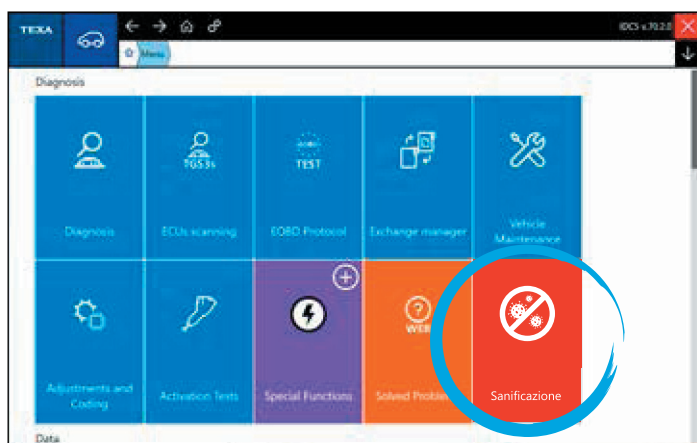 TEXA
IDC5 v.70.2.0
Menu
Diagnosis
TGS3s
EOBD
TEST
Diagnosis
ECUs scanning
EOBD Protocol
Exchange manager
Vehicle
Maintenance
WEB
Adjustments and
Coding
Activation Tests
Special Functions
Solved Problems
Sanificazione
Data